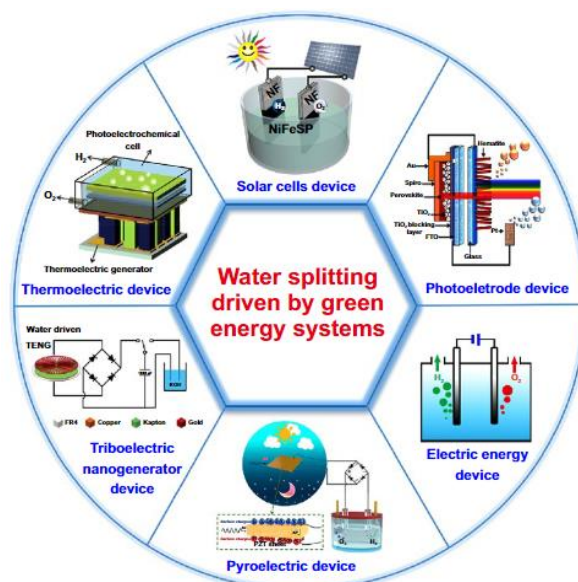 NF
NF
H₂
O₂
NiFeSP
Solar cells device
Photoelectrochemical
cell
H₂
O₂
Thermoelectric generator
Thermoelectric device
Hematite
Au
Spiro
Perovskite
TiO₂
TiO₂ blocking
layer
FTO
Glass
Pt
Photoeletrode device
Water splitting
driven by green
energy systems
Water driven
TENG
KOH
FR4 Copper Kapton Gold
Triboelectric
nanogenerator
device
H₂
O₂
Electric energy
device
PZT sheet
O₂
H₂
Pyroelectric device